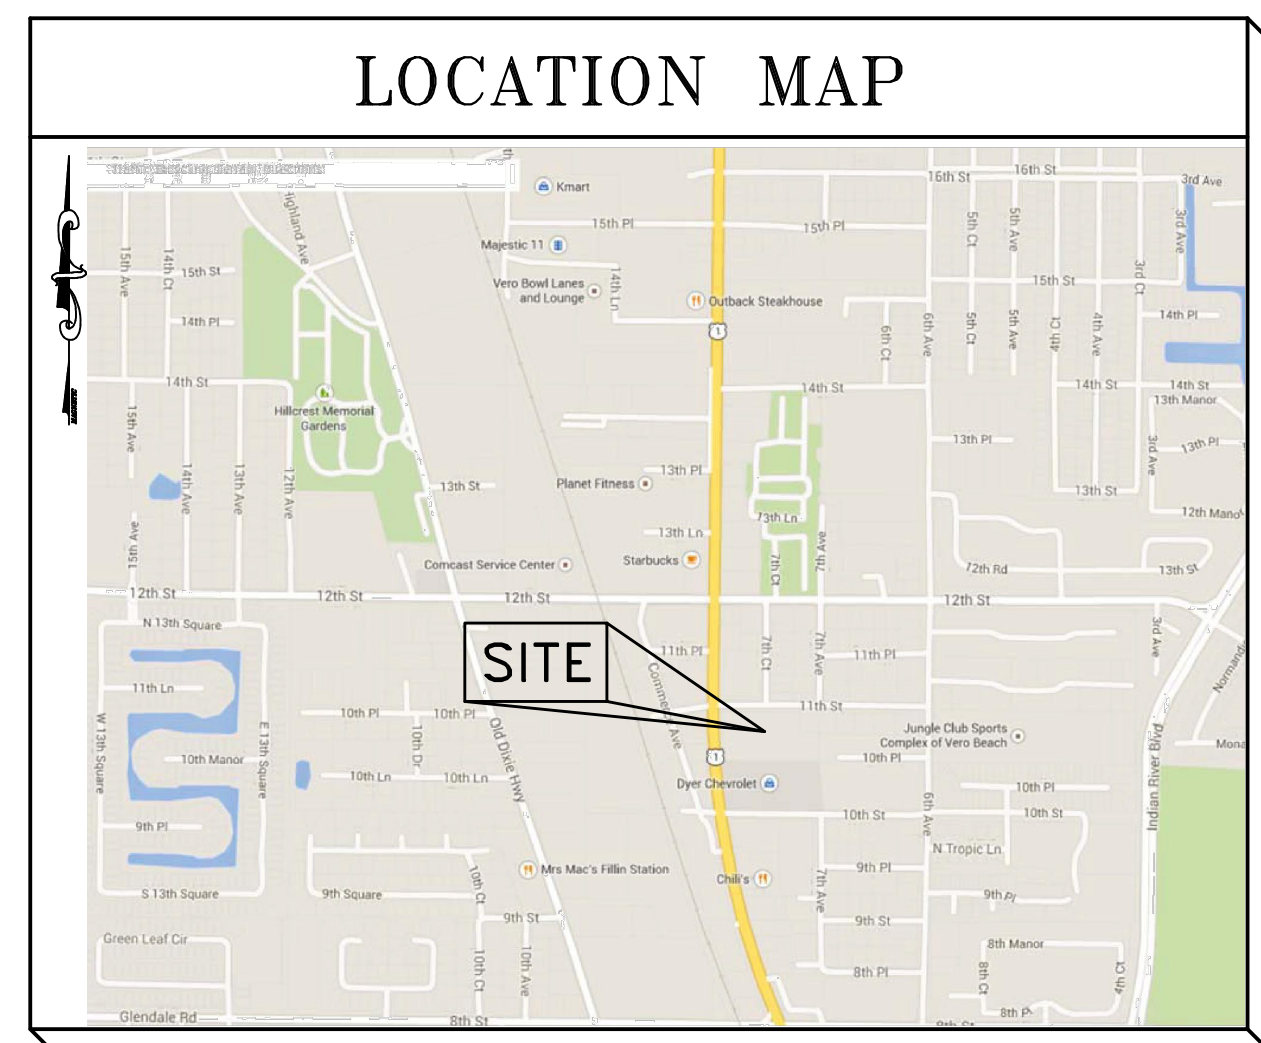 LOCATION MAP
Kmart
16th St
16th St
3rd Ave
Highland Ave
15th Pl
15th Pl
5th Ct
5th Ave
3rd Ave
Majestic 11
15th Ave
14th Ct
15th St
14th Ln
Vero Bowl Lanes
and Lounge
Outback Steakhouse
15th St
3rd Ct
14th Pl
1
6th Ct
6th Ave
5th Ct
5th Ave
4th Ct
4th Ave
14th Pl
14th St
14th St
14th St
14th St
13th Manor
Hillcrest Memorial
Gardens
15th Ave
13th Pl
3rd Ave
13th Pl
14th Ave
13th Ave
12th Ave
13th St
Planet Fitness
13th Pl
13th St
12th Mano
15th Ave
13th Ln
13th Ln
7th Ave
Comcast Service Center
Starbucks
7th Ct
12th Rd
13th St
12th St
12th St
12th St
12th St
N 13th Square
3rd Ave
SITE
11th Pl
7th Ct
7th Ave
11th Pl
Normand
11th Ln
Commerce Ave
W 13th Square
E 13th Square
10th Pl
10th Pl
11th St
10th Dr
Old Dixie Hwy
Jungle Club Sports
Complex of Vero Beach
Mona
10th Manor
1
10th Pl
Indian River Blvd
10th Ln
10th Ln
Dyer Chevrolet
10th Pl
9th Pl
10th St
6th Ave
10th St
N Tropic Ln
Mrs Mac's Fillin Station
Chili's
9th Pl
S 13th Square
9th Square
10th Ct
7th Ave
9th Pl
9th St
9th St
Green Leaf Cir
8th Manor
10th Ct
10th Ave
8th Pl
8th Ct
4th Ct
Glendale Rd
8th St
8th P